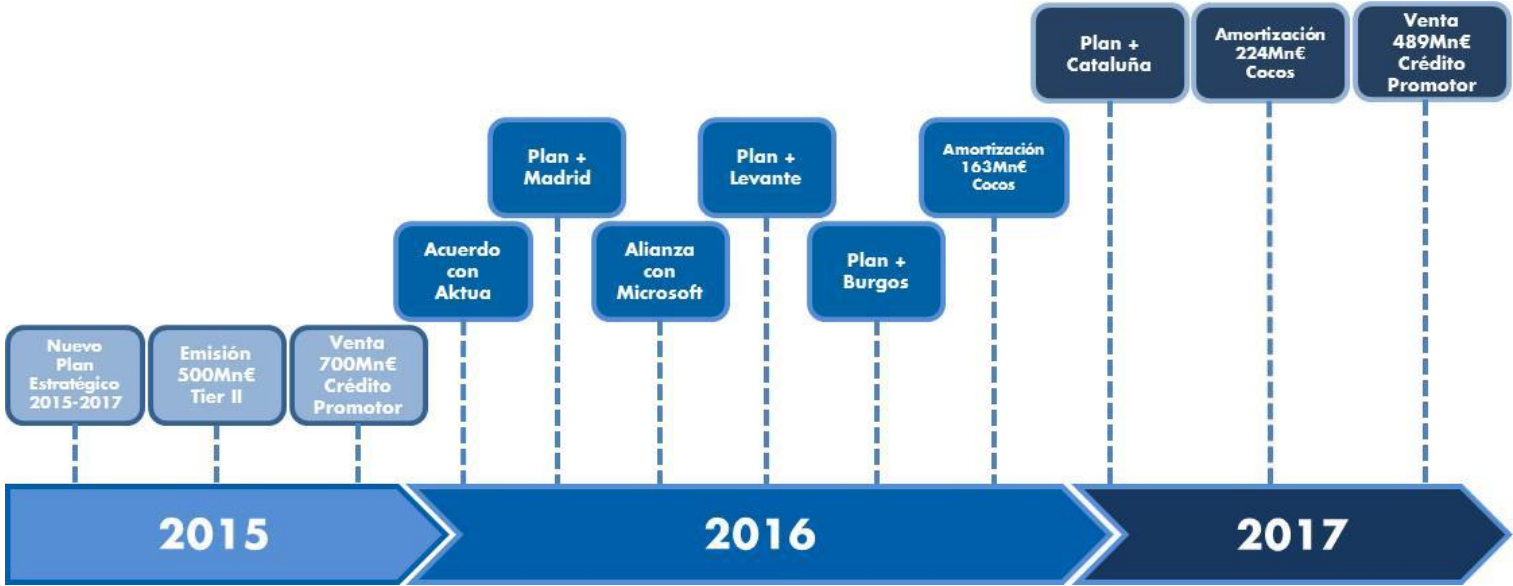 Nuevo
Plan
Estratégico
2015-2017
Emisión
500Mn€
Tier II
Venta
700Mn€
Crédito
Promotor
Acuerdo
con
Aktua
Plan +
Madrid
Alianza
con
Microsoft
Plan +
Levante
Plan +
Burgos
Amortización
163Mn€
Cocos
Plan +
Cataluña
Amortización
224Mn€
Cocos
Venta
489Mn€
Crédito
Promotor
2015
2016
2017